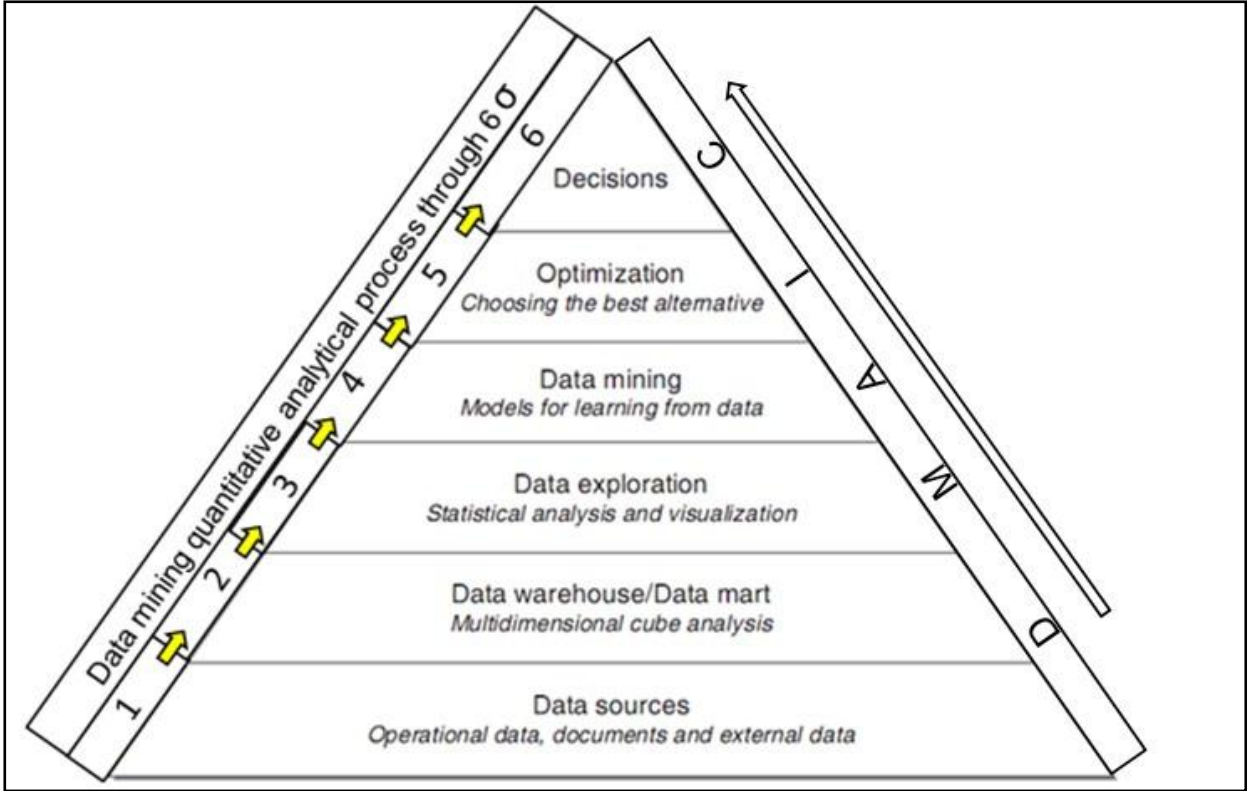 Data mining quantitative analytical process through 6 σ
6
5
4
3
2
1
Decisions
Optimization
Choosing the best alternative
Data mining
Models for learning from data
Data exploration
Statistical analysis and visualization
Data warehouse/Data mart
Multidimensional cube analysis
Data sources
Operational data, documents and external data
C
I
A
M
D